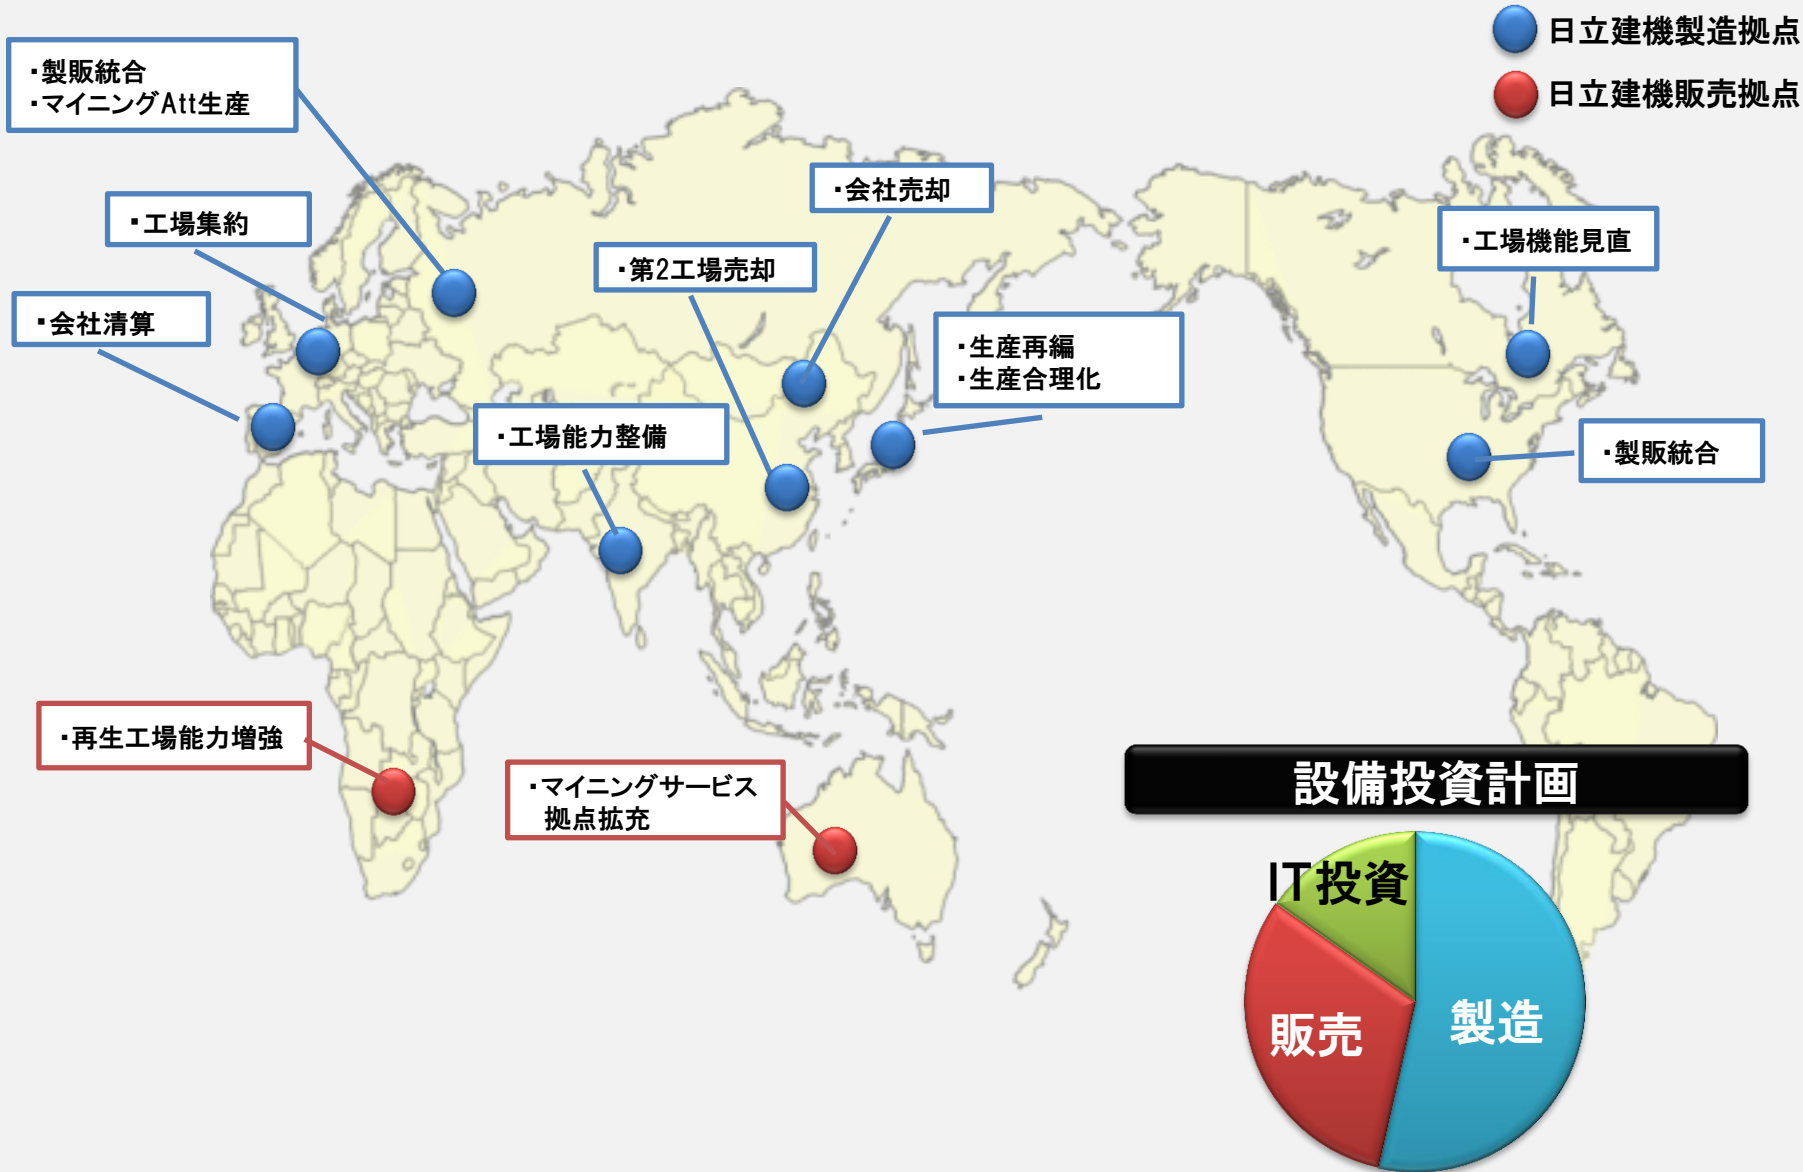 日立建機製造拠点
日立建機販売拠点
・製販統合
・マイニングAtt生産
・工場集約
・会社清算
・会社売却
・第2工場売却
・工場機能見直
・生産再編
・生産合理化
・工場能力整備
・製販統合
・再生工場能力増強
・マイニングサービス
拠点拡充
設備投資計画
IT投資
販売
製造